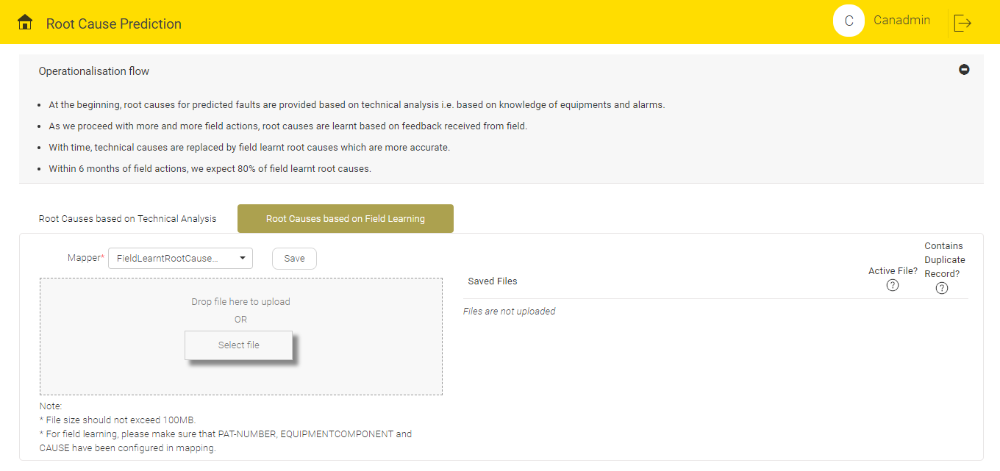 Root Cause Prediction
C
Canadmin
Operationalisation flow
• At the beginning, root causes for predicted faults are provided based on technical analysis i.e. based on knowledge of equipments and alarms.
• As we proceed with more and more field actions, root causes are learnt based on feedback received from field.
• With time, technical causes are replaced by field learnt root causes which are more accurate.
• Within 6 months of field actions, we expect 80% of field learnt root causes.
Root Causes based on Technical Analysis
Root Causes based on Field Learning
Mapper*
FieldLearntRootCause...
Save
Drop file here to upload
OR
Select file
Note:
* File size should not exceed 100MB.
* For field learning, please make sure that PAT-NUMBER, EQUIPMENTCOMPONENT and
CAUSE have been configured in mapping.
Saved Files
Active File?
?
Contains
Duplicate
Record?
?
Files are not uploaded